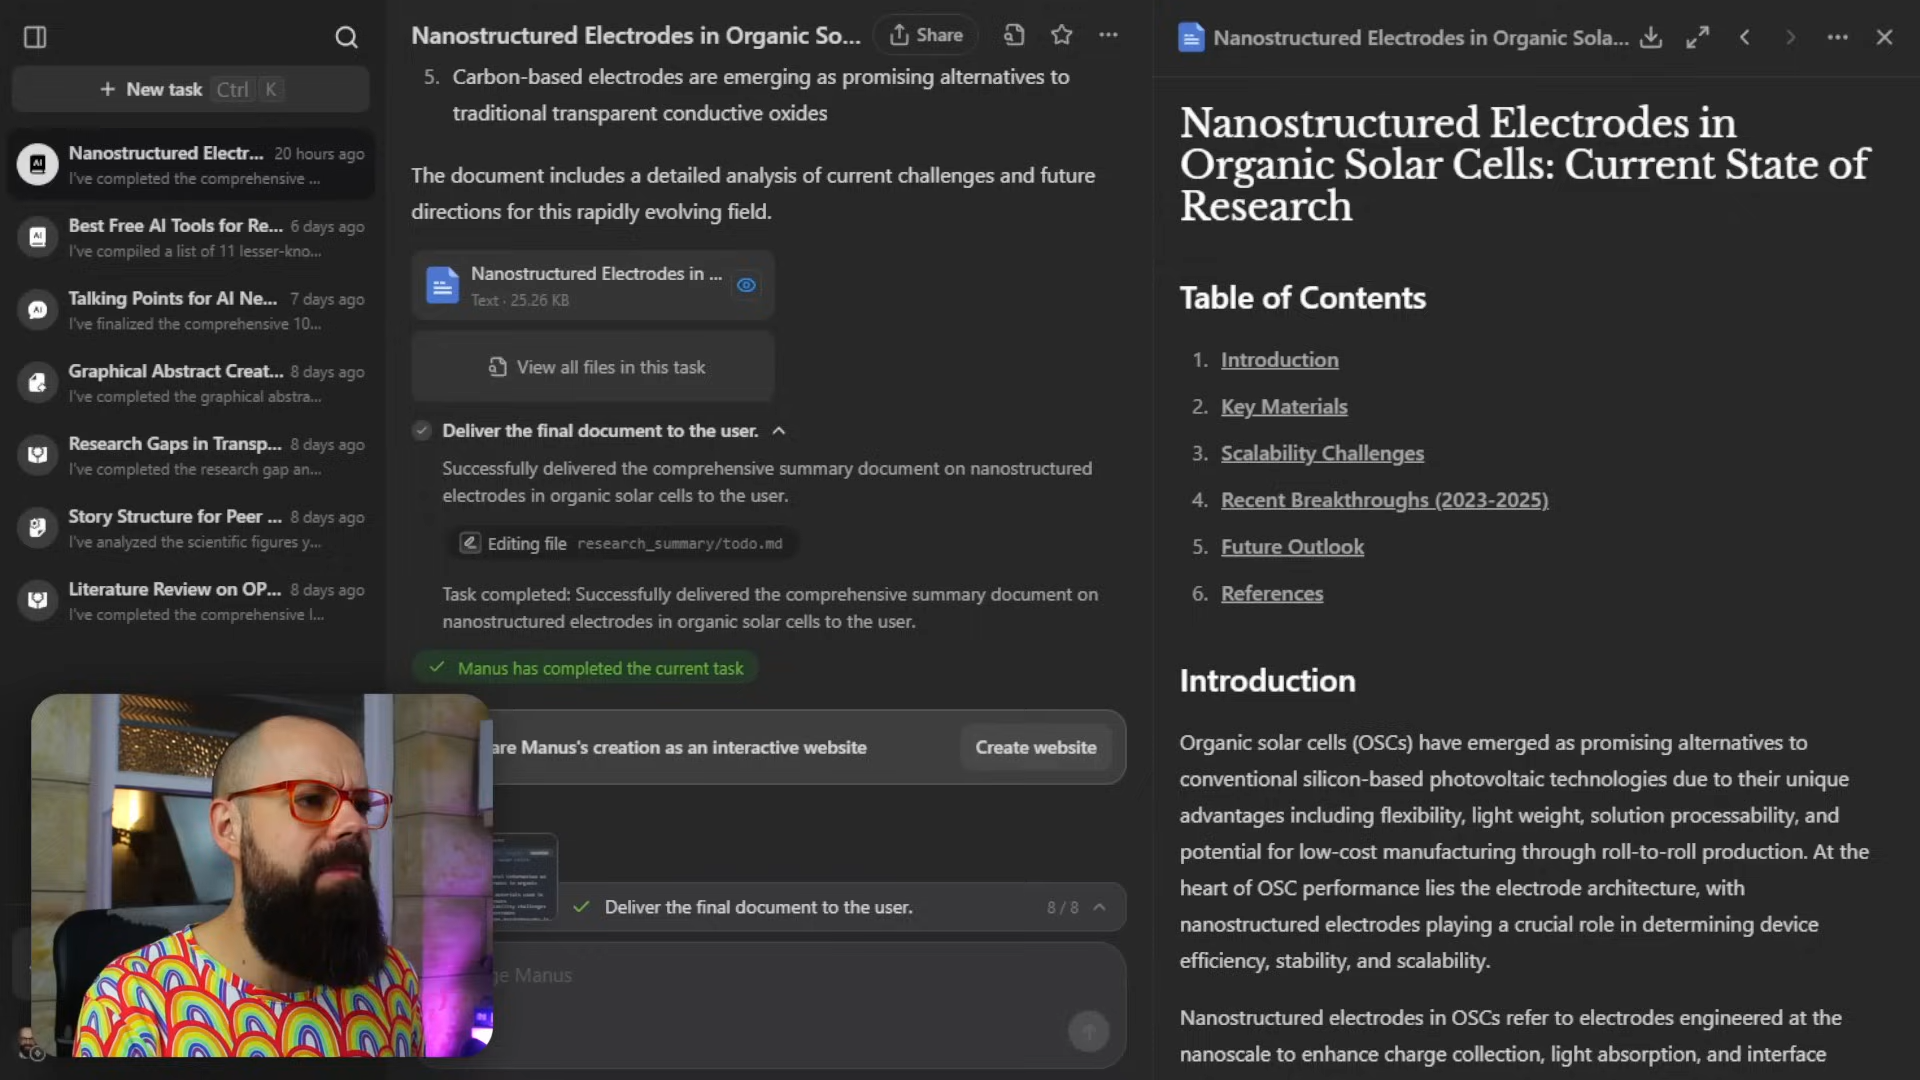 + New task Ctrl K
Nanostructured Electr... 20 hours ago
I've completed the comprehensive ...
Best Free AI Tools for Re... 6 days ago
I've compiled a list of 11 lesser-kno...
Talking Points for AI Ne... 7 days ago
I've finalized the comprehensive 10...
Graphical Abstract Creat... 8 days ago
I've completed the graphical abstra...
Research Gaps in Transp... 8 days ago
I've completed the research gap an...
Story Structure for Peer ... 8 days ago
I've analyzed the scientific figures y...
Literature Review on OP... 8 days ago
I've completed the comprehensive l...
Nanostructured Electrodes in Organic So... Share
5. Carbon-based electrodes are emerging as promising alternatives to
traditional transparent conductive oxides
The document includes a detailed analysis of current challenges and future
directions for this rapidly evolving field.
Nanostructured Electrodes in ...
Text · 25.26 KB
View all files in this task
Deliver the final document to the user.
Successfully delivered the comprehensive summary document on nanostructured
electrodes in organic solar cells to the user.
Editing file research_summary/todo.md
Task completed: Successfully delivered the comprehensive summary document on
nanostructured electrodes in organic solar cells to the user.
Manus has completed the current task
are Manus's creation as an interactive website Create website
Deliver the final document to the user. 8 / 8
ge Manus
Nanostructured Electrodes in Organic Sola...
Nanostructured Electrodes in
Organic Solar Cells: Current State of
Research
Table of Contents
1. Introduction
2. Key Materials
3. Scalability Challenges
4. Recent Breakthroughs (2023-2025)
5. Future Outlook
6. References
Introduction
Organic solar cells (OSCs) have emerged as promising alternatives to
conventional silicon-based photovoltaic technologies due to their unique
advantages including flexibility, light weight, solution processability, and
potential for low-cost manufacturing through roll-to-roll production. At the
heart of OSC performance lies the electrode architecture, with
nanostructured electrodes playing a crucial role in determining device
efficiency, stability, and scalability.
Nanostructured electrodes in OSCs refer to electrodes engineered at the
nanoscale to enhance charge collection, light absorption, and interface